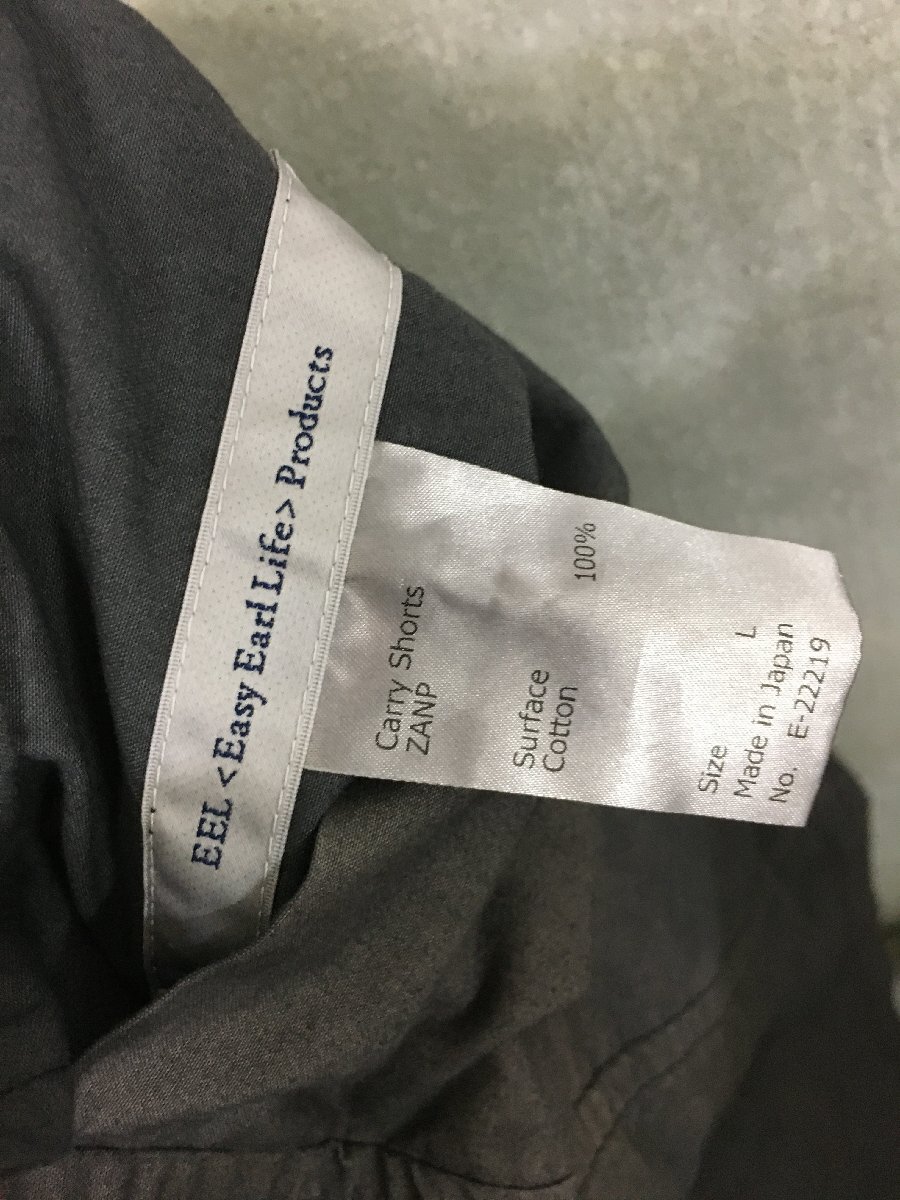 EEL <Easy Earl Life> Products
Carry Shorts
ZANP
Surface
Cotton 100%
Size L
Made in Japan
No. E-22219